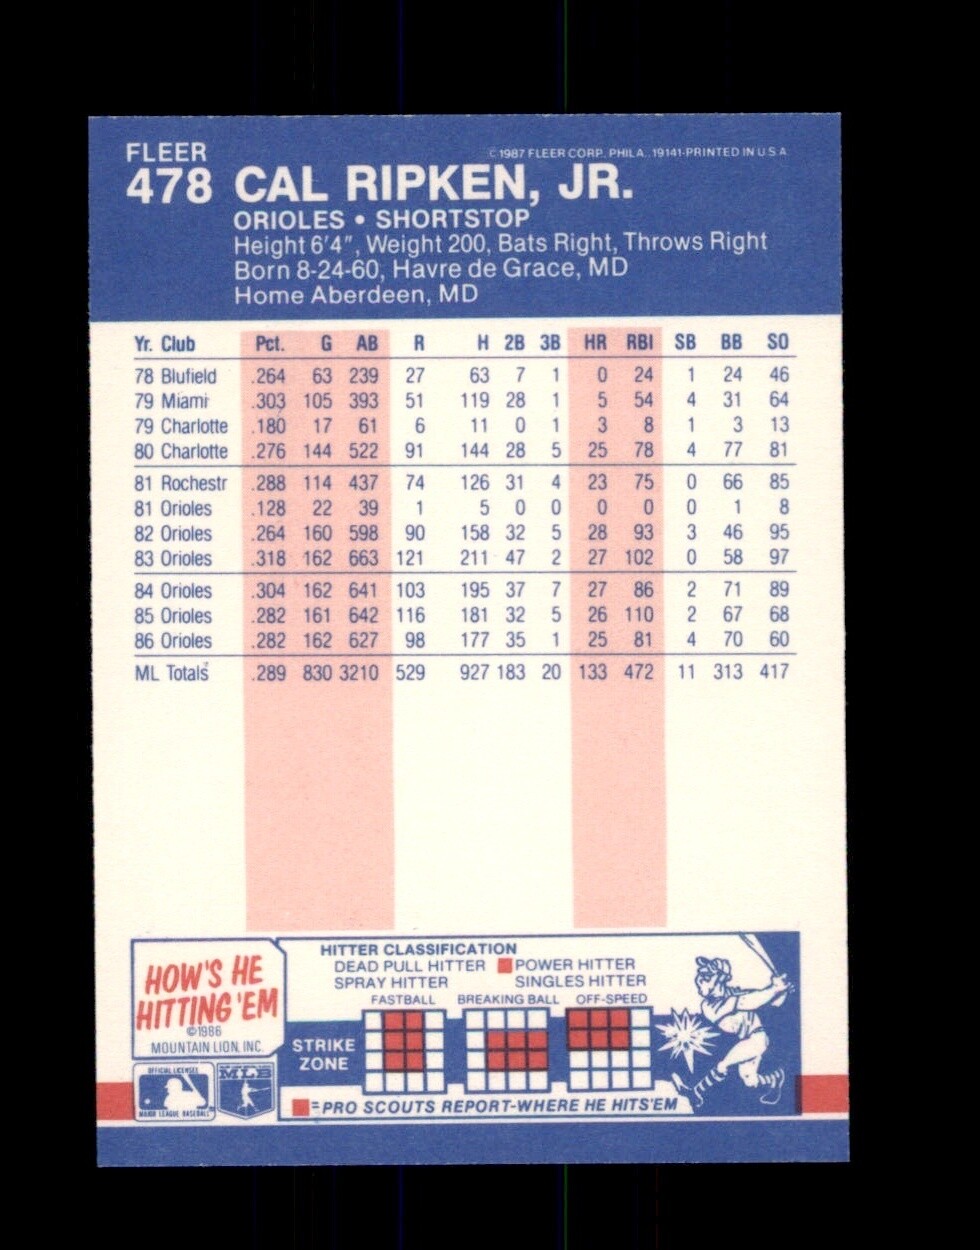 FLEER
©1987 FLEER CORP. PHILA. 19141-PRINTED IN U.S.A.
478 CAL RIPKEN, JR.
ORIOLES • SHORTSTOP
Height 6'4", Weight 200, Bats Right, Throws Right
Born 8-24-60, Havre de Grace, MD
Home Aberdeen, MD
Yr. Club Pct. G AB R H 2B 3B HR RBI SB BB SO
78 Blufield .264 63 239 27 63 7 1 0 24 1 24 46
79 Miami .303 105 393 51 119 28 1 5 54 4 31 64
79 Charlotte .180 17 61 6 11 0 1 3 8 1 3 13
80 Charlotte .276 144 522 91 144 28 5 25 78 4 77 81
81 Rochestr .288 114 437 74 126 31 4 23 75 0 66 85
81 Orioles .128 22 39 1 5 0 0 0 0 0 1 8
82 Orioles .264 160 598 90 158 32 5 28 93 3 46 95
83 Orioles .318 162 663 121 211 47 2 27 102 0 58 97
84 Orioles .304 162 641 103 195 37 7 27 86 2 71 89
85 Orioles .282 161 642 116 181 32 5 26 110 2 67 68
86 Orioles .282 162 627 98 177 35 1 25 81 4 70 60
ML Totals .289 830 3210 529 927 183 20 133 472 11 313 417
HOW'S HE
HITTING 'EM
©1986
MOUNTAIN LION, INC.
HITTER CLASSIFICATION
DEAD PULL HITTER POWER HITTER
SPRAY HITTER SINGLES HITTER
FASTBALL BREAKING BALL OFF-SPEED
STRIKE
ZONE
=PRO SCOUTS REPORT-WHERE HE HITS'EM
OFFICIAL LICENSEE
MAJOR LEAGUE BASEBALL
MLB